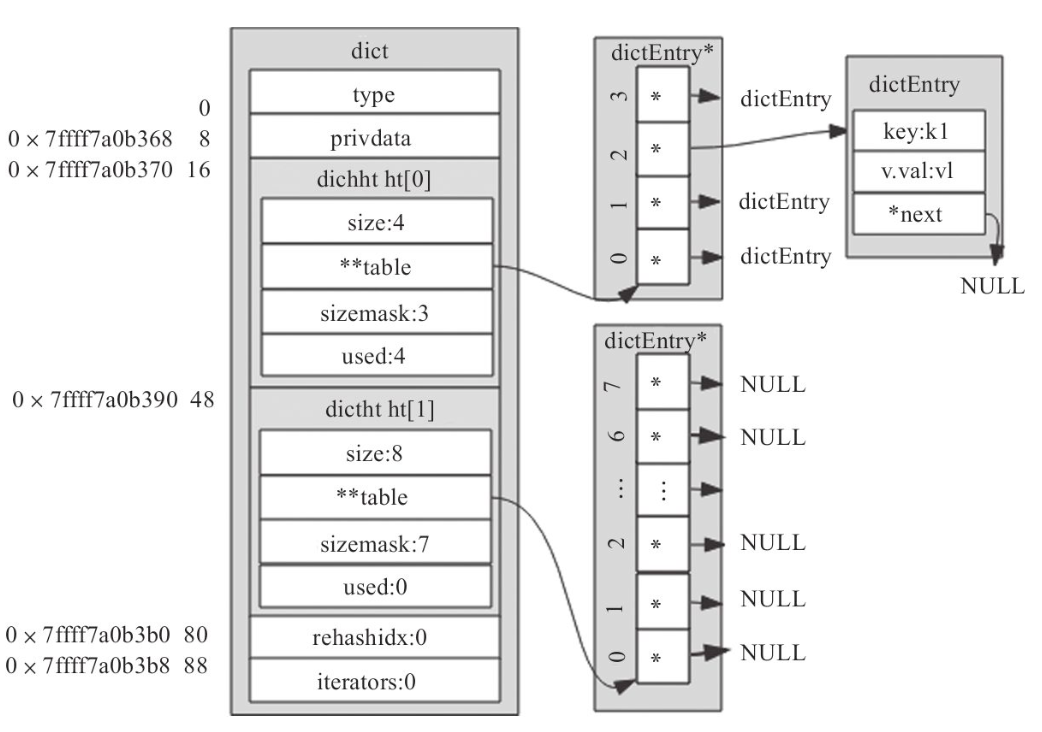 dict
0
type
0 × 7ffff7a0b368 8
privdata
0 × 7ffff7a0b370 16
dichht ht[0]
size:4
**table
sizemask:3
used:4
0 × 7ffff7a0b390 48
dictht ht[1]
size:8
**table
sizemask:7
used:0
0 × 7ffff7a0b3b0 80
rehashidx:0
0 × 7ffff7a0b3b8 88
iterators:0
dictEntry*
3 * dictEntry
2 *
1 * dictEntry
0 * dictEntry
dictEntry
key:k1
v.val:vl
*next
NULL
dictEntry*
7 * NULL
6 * NULL
... ⋮
2 * NULL
1 * NULL
0 * NULL